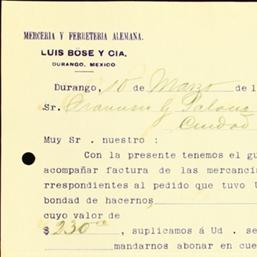 MERCERIA Y FERRETERIA ALEMANA.
LUIS BÖSE Y CIA.
DURANGO, MEXICO
Durango, 10 de Marzo de 1
Sr.
Ciudad
Muy Sr. nuestro:
Con la presente tenemos el gu
acompañar factura de las mercancí
rrespondientes al pedido que tuvo U
bondad de hacernos
cuyo valor de
$ 230 suplicamos á Ud. se
mandarnos abonar en cue